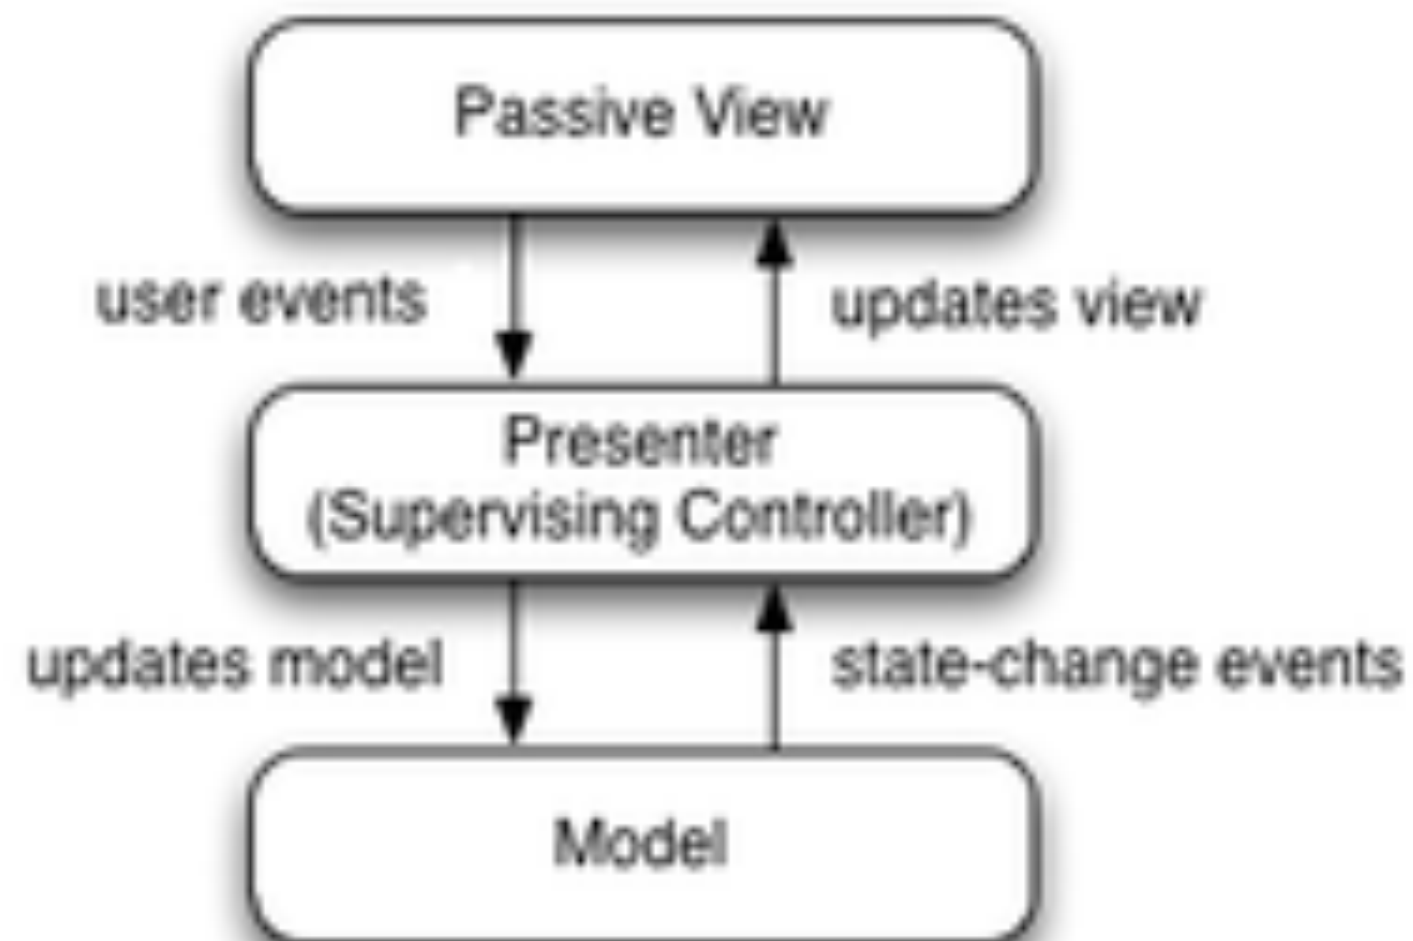 Passive View
user events
updates view
Presenter
(Supervising Controller)
updates model
state-change events
Model